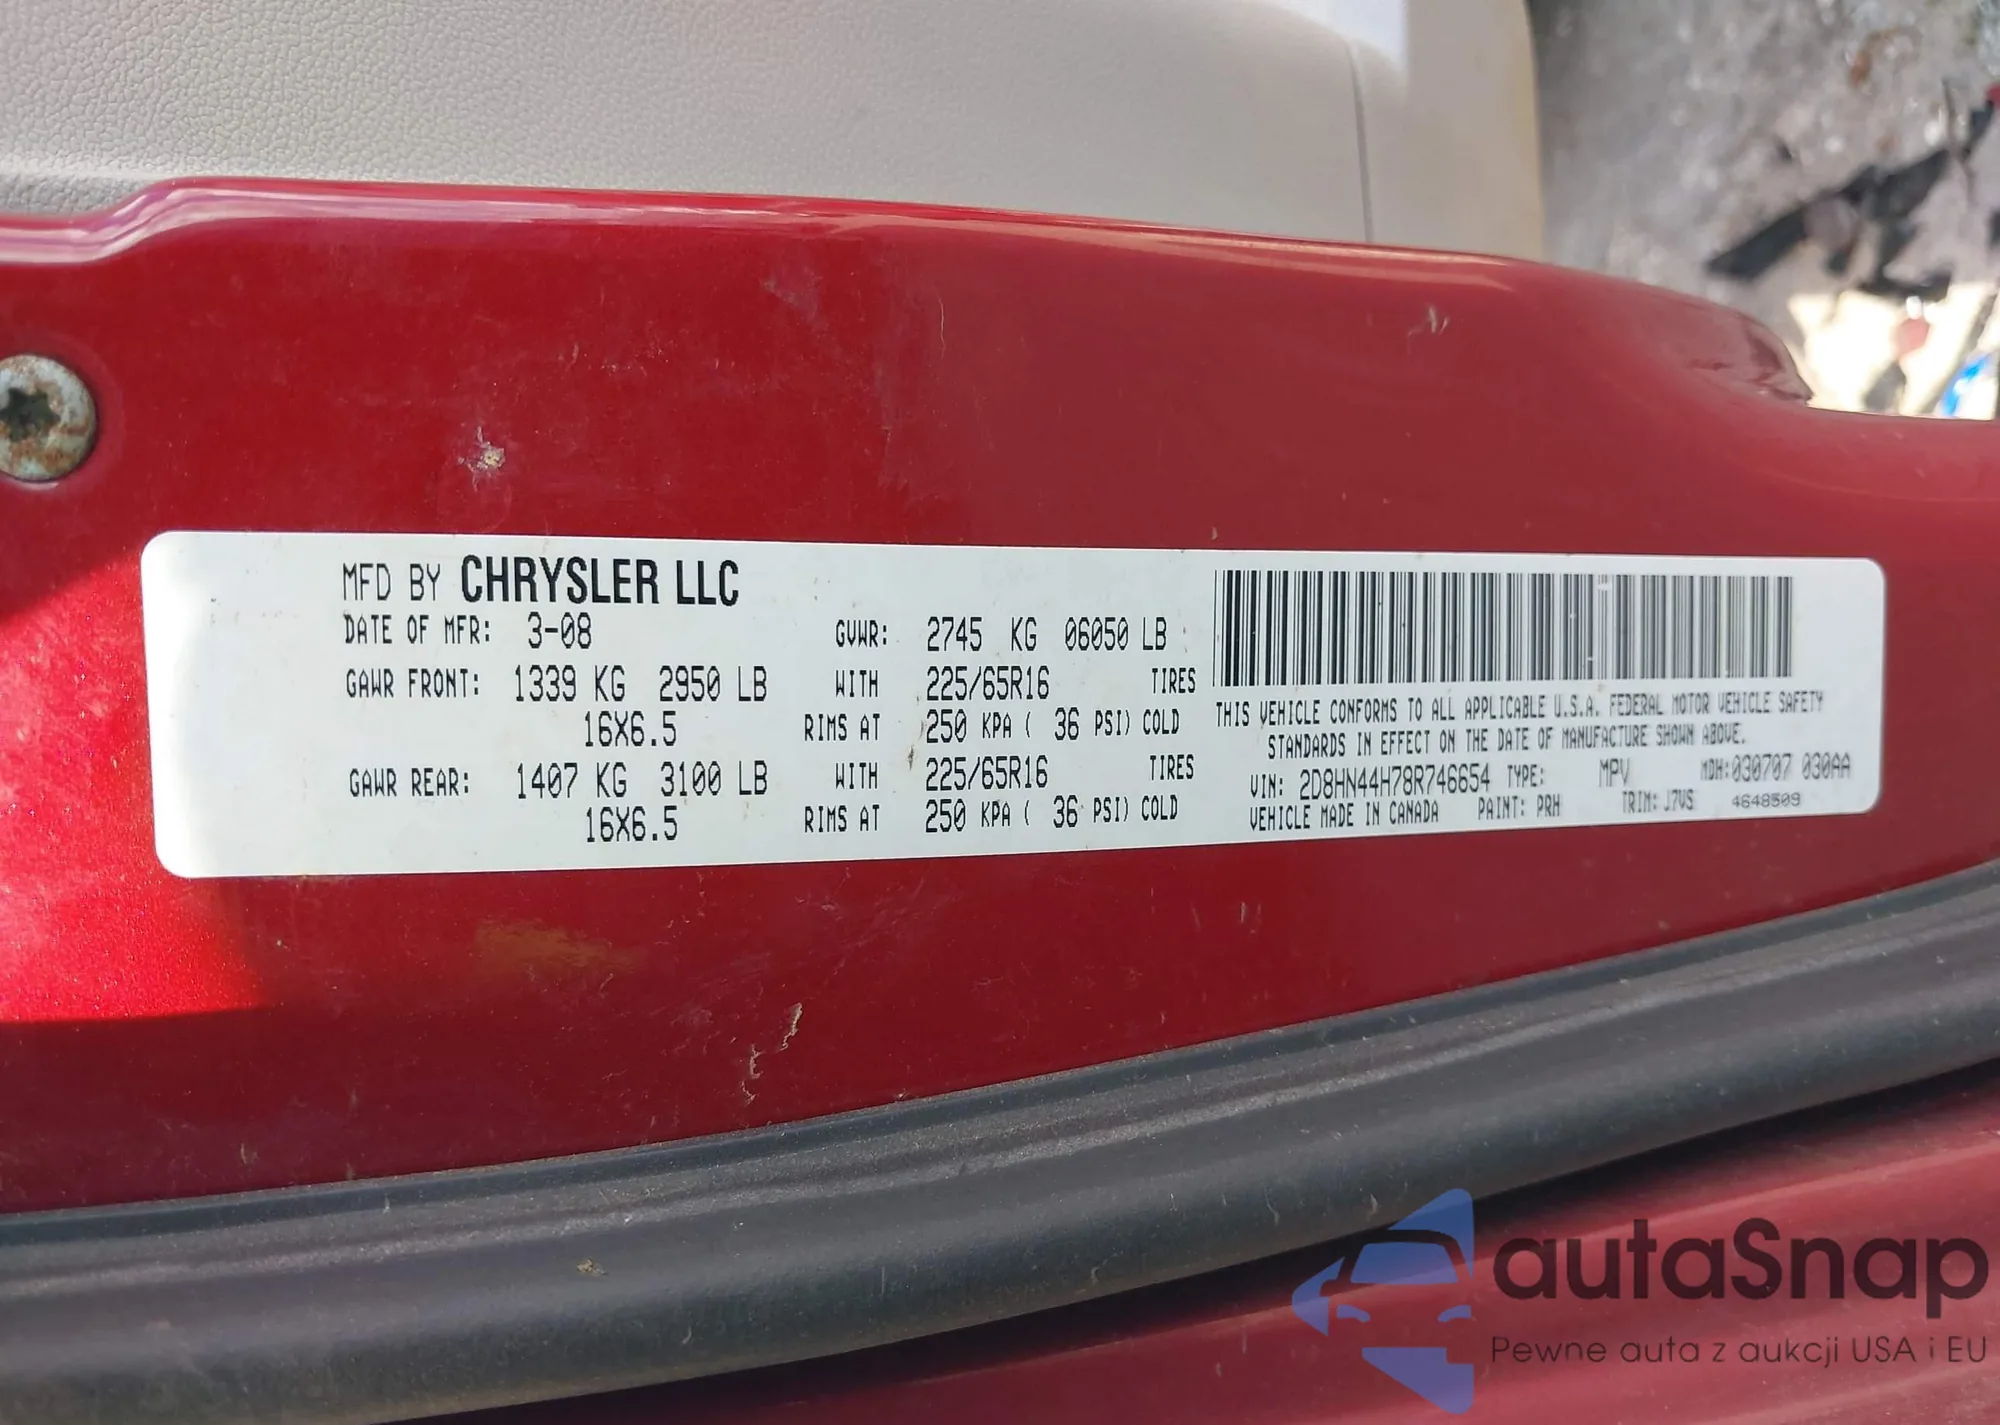 MFD BY CHRYSLER LLC
DATE OF MFR: 3-08 GVWR: 2745 KG 06050 LB
GAWR FRONT: 1339 KG 2950 LB WITH 225/65R16 TIRES
16X6.5 RIMS AT 250 KPA ( 36 PSI) COLD
GAWR REAR: 1407 KG 3100 LB WITH 225/65R16 TIRES
16X6.5 RIMS AT 250 KPA ( 36 PSI) COLD
THIS VEHICLE CONFORMS TO ALL APPLICABLE U.S.A. FEDERAL MOTOR VEHICLE SAFETY
STANDARDS IN EFFECT ON THE DATE OF MANUFACTURE SHOWN ABOVE.
VIN: 2D8HN44H78R746654 TYPE: MPV MDH: 030707 030AA
VEHICLE MADE IN CANADA PAINT: PRH TRIM: J7VS 4648509
autaSnap
Pewne auta z aukcji USA i EU